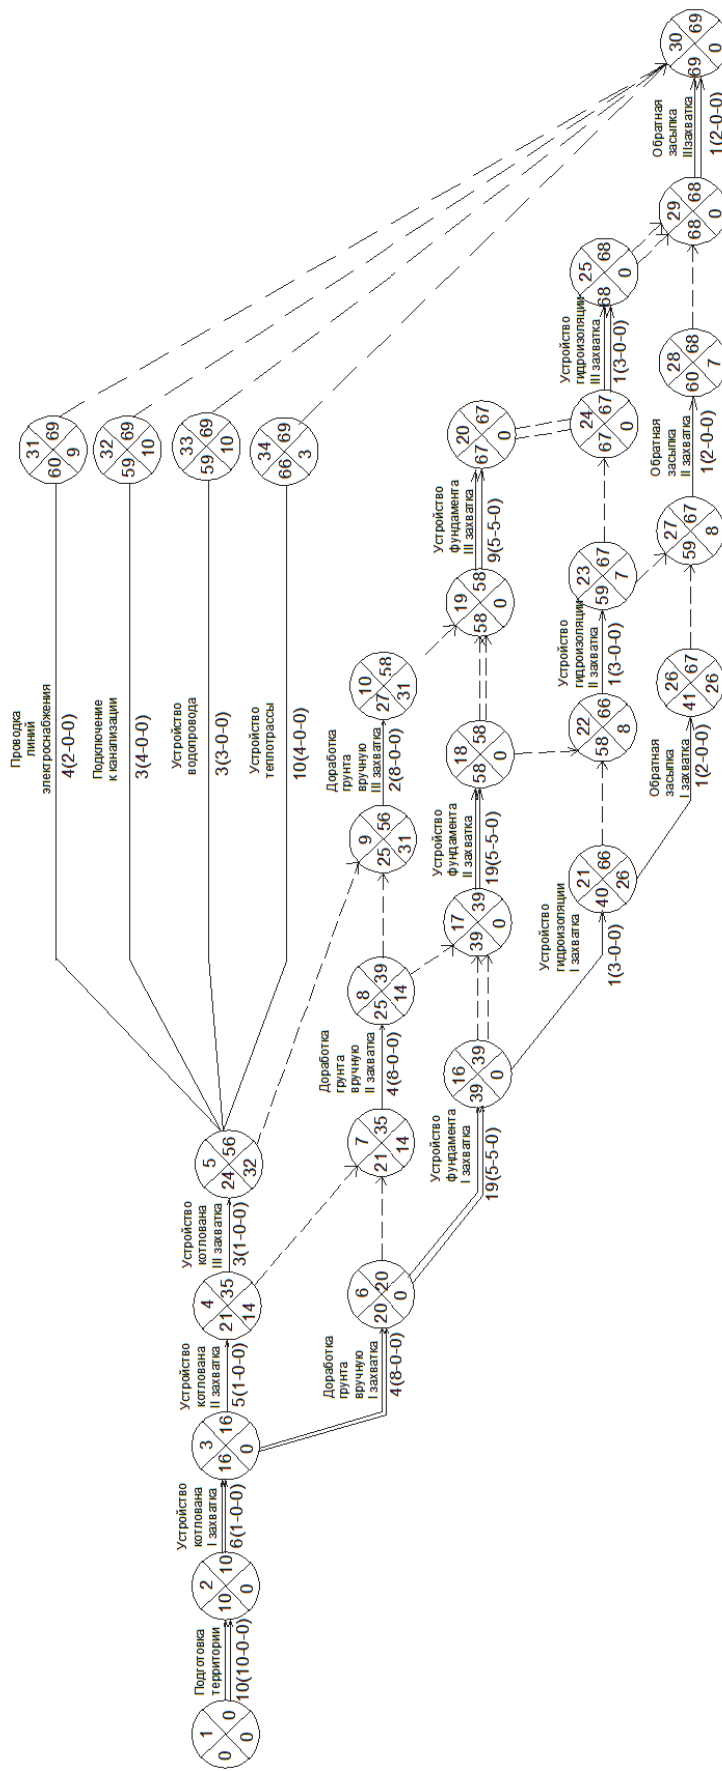 31
60
69
9
Проводка
линий
электроснабжения
4(2-0-0)
32
59
69
10
Подключение
к канализации
3(4-0-0)
33
59
69
10
Устройство
водопровода
3(3-0-0)
34
66
69
3
Устройство
теплотрассы
10(4-0-0)
1
0
0
0
Подготовка
территории
10(10-0-0)
2
10
10
0
Устройство
котлована
I захватка
6(1-0-0)
3
16
16
0
Устройство
котлована
II захватка
5(1-0-0)
4
21
35
14
Устройство
котлована
III захватка
3(1-0-0)
5
24
56
32
Доработка
грунта
вручную
I захватка
4(8-0-0)
6
20
20
0
7
21
35
14
Доработка
грунта
вручную
II захватка
4(8-0-0)
8
25
39
14
9
25
56
31
Доработка
грунта
вручную
III захватка
2(8-0-0)
10
27
58
31
Устройство
фундамента
I захватка
19(5-5-0)
16
39
39
0
17
39
39
0
Устройство
фундамента
II захватка
19(5-5-0)
18
58
58
0
19
58
58
0
Устройство
фундамента
III захватка
9(5-5-0)
20
67
67
0
Устройство
гидроизоляции
I захватка
1(3-0-0)
21
40
66
26
22
58
66
8
Устройство
гидроизоляции
II захватка
1(3-0-0)
23
59
67
7
24
67
67
0
Устройство
гидроизоляции
III захватка
1(3-0-0)
25
68
68
0
Обратная
засыпка
I захватка
1(2-0-0)
26
41
67
26
27
59
67
8
Обратная
засыпка
II захватка
1(2-0-0)
28
60
68
7
29
68
68
0
Обратная
засыпка
IIIзахватка
1(2-0-0)
30
69
69
0